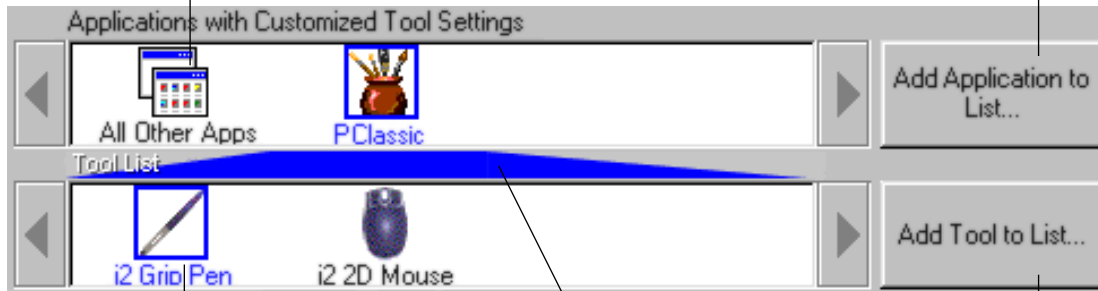 Applications with Customized Tool Settings
All Other Apps
PClassic
Add Application to
List...
Tool List
i2 Grip Pen
i2 2D Mouse
Add Tool to List...